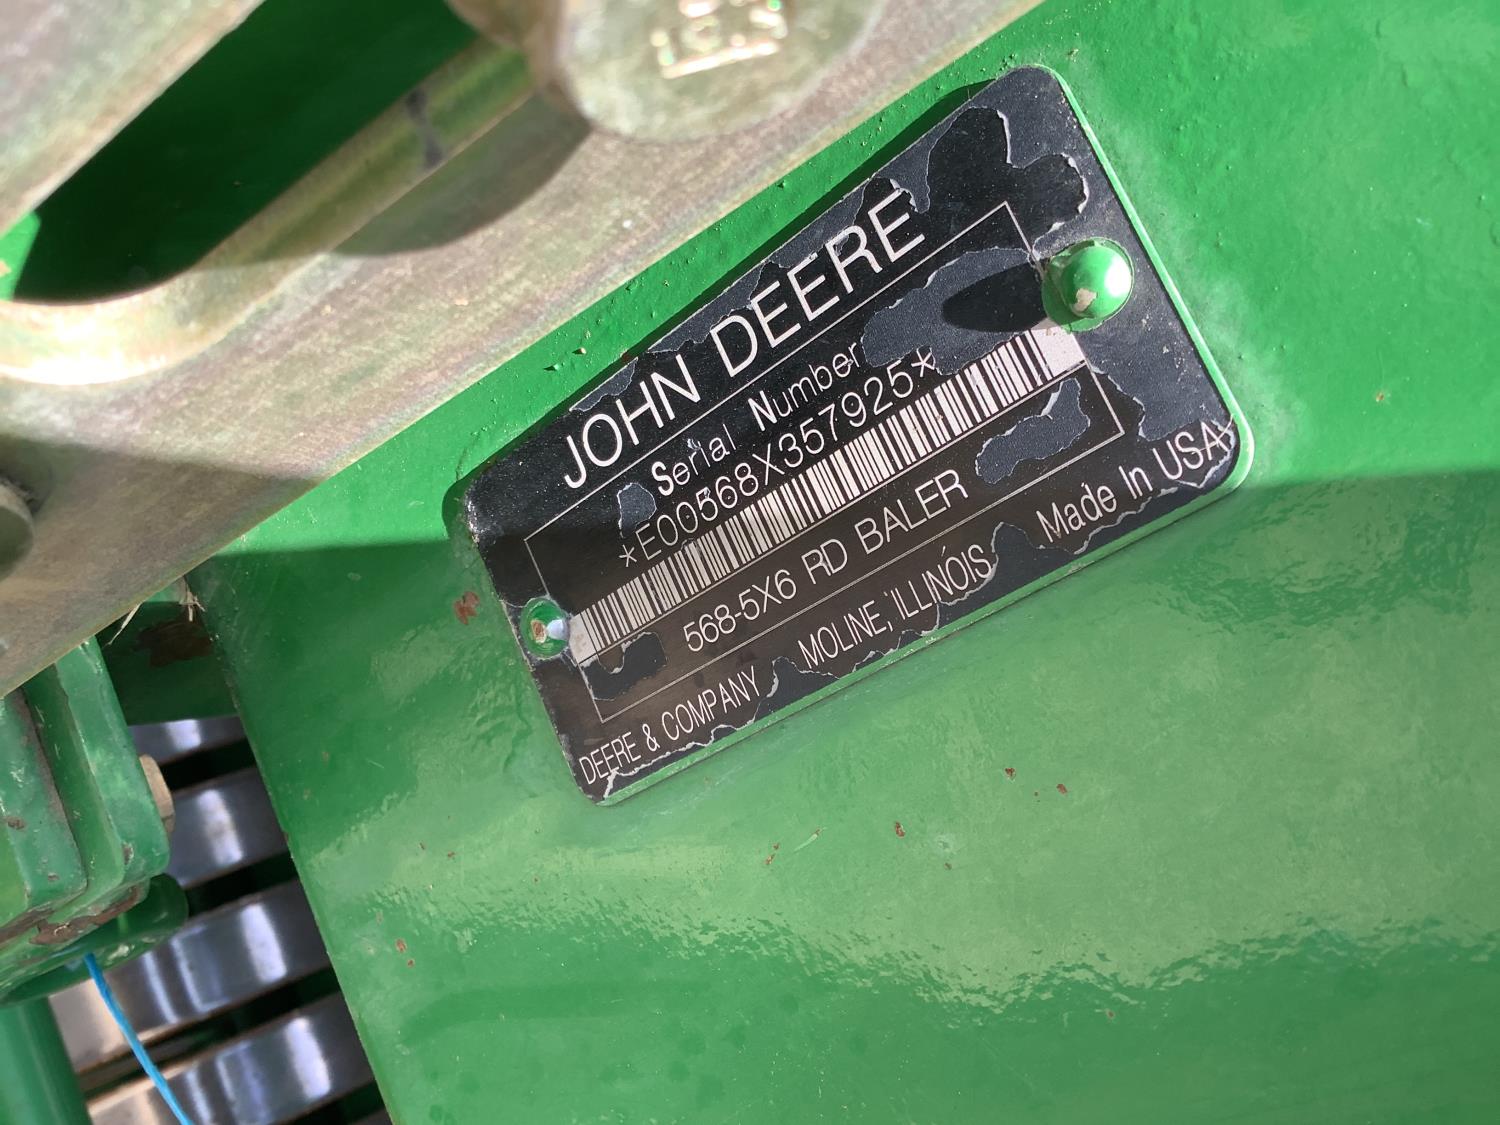 JOHN DEERE
Serial Number
*E00568X357925*
568-5X6 RD BALER
DEERE & COMPANY MOLINE, ILLINOIS Made In USA